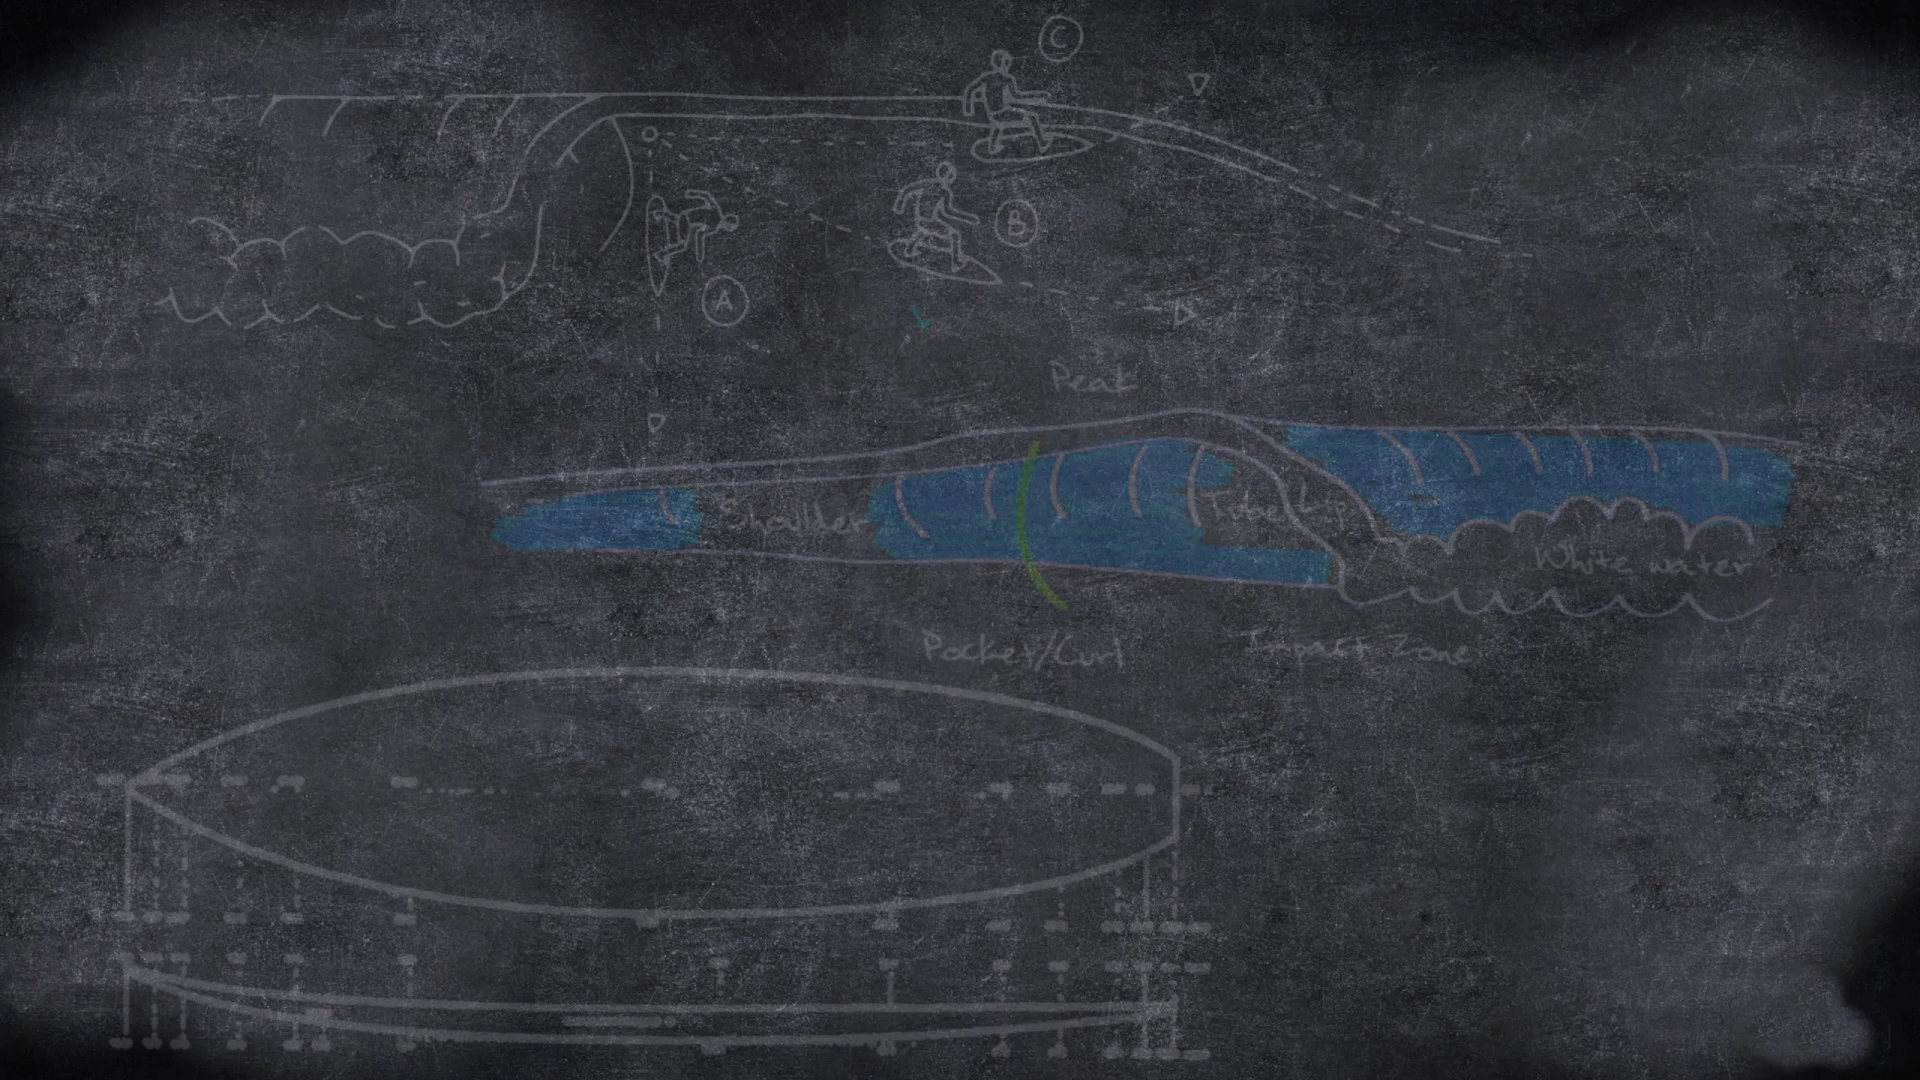 C
B
A
Peak
Shoulder
Tube
Lip
White water
Pocket/Curl
Impact Zone